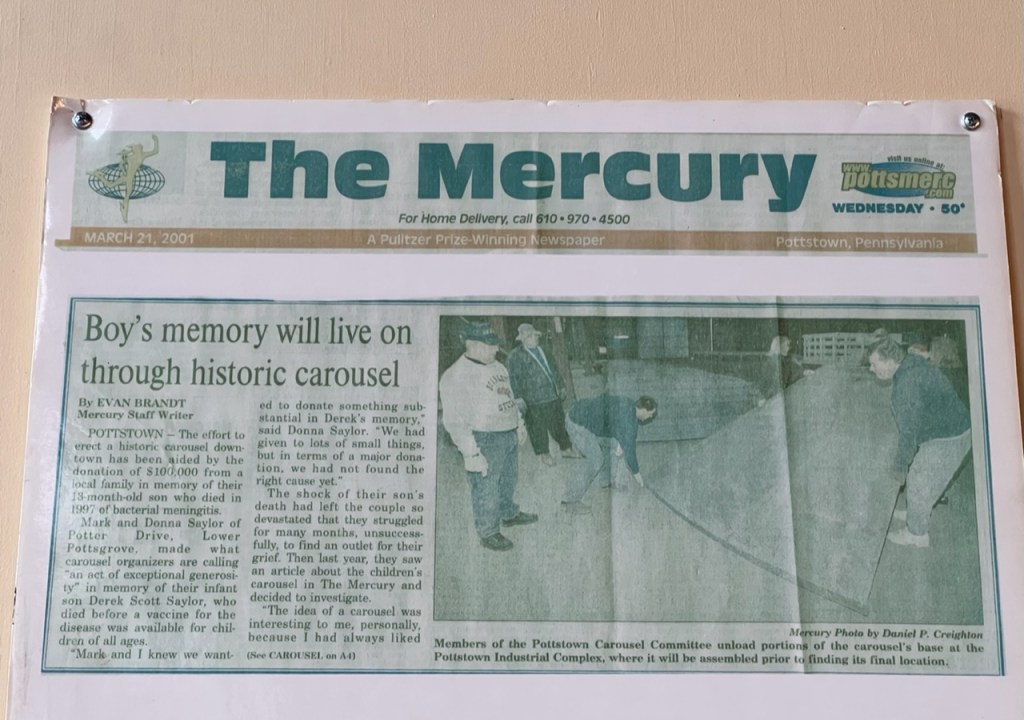 The Mercury
visit us online at:
www.
pottsmerc
.com
For Home Delivery, call 610 • 970 • 4500
WEDNESDAY • 50¢
MARCH 21, 2001
A Pulitzer Prize-Winning Newspaper
Pottstown, Pennsylvania
Boy's memory will live on
through historic carousel
By EVAN BRANDT
Mercury Staff Writer
POTTSTOWN – The effort to
erect a historic carousel down-
town has been aided by the
donation of $100,000 from a
local family in memory of their
13-month-old son who died in
1997 of bacterial meningitis.
Mark and Donna Saylor of
Potter Drive, Lower
Pottsgrove, made what
carousel organizers are calling
"an act of exceptional generosi-
ty" in memory of their infant
son Derek Scott Saylor, who
died before a vaccine for the
disease was available for chil-
dren of all ages.
"Mark and I knew we want-
ed to donate something sub-
stantial in Derek's memory,"
said Donna Saylor. "We had
given to lots of small things,
but in terms of a major dona-
tion, we had not found the
right cause yet."
The shock of their son's
death had left the couple so
devastated that they struggled
for many months, unsuccess-
fully, to find an outlet for their
grief. Then last year, they saw
an article about the children's
carousel in The Mercury and
decided to investigate.
"The idea of a carousel was
interesting to me, personally,
because I had always liked
(See CAROUSEL on A4)
Mercury Photo by Daniel P. Creighton
Members of the Pottstown Carousel Committee unload portions of the carousel's base at the
Pottstown Industrial Complex, where it will be assembled prior to finding its final location.